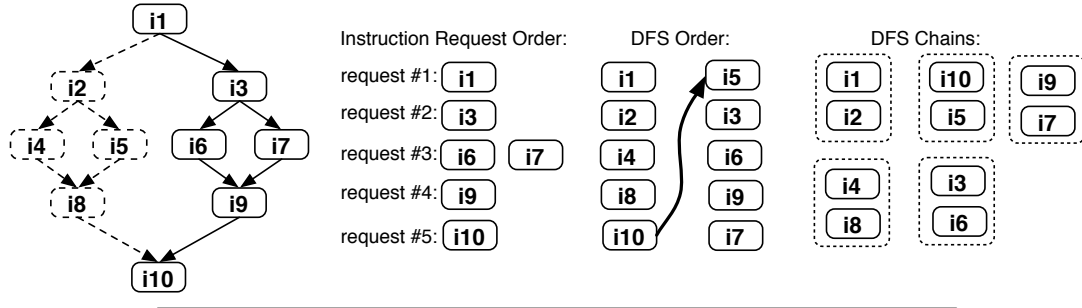 i1
i2
i3
i4
i5
i6
i7
i8
i9
i10
Instruction Request Order:
request #1: i1
request #2: i3
request #3: i6 i7
request #4: i9
request #5: i10
DFS Order:
i1 i5
i2 i3
i4 i6
i8 i9
i10 i7
DFS Chains:
i1 i10 i9
i2 i5 i7
i4 i3
i8 i6